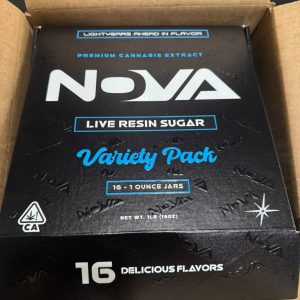 LIGHTYEARS AHEAD IN FLAVOR
PREMIUM CANNABIS EXTRACT
NOVA
LIVE RESIN SUGAR
Variety Pack
16 - 1 OUNCE JARS
NET WT. 1LB (16OZ)
CA
16 DELICIOUS FLAVORS